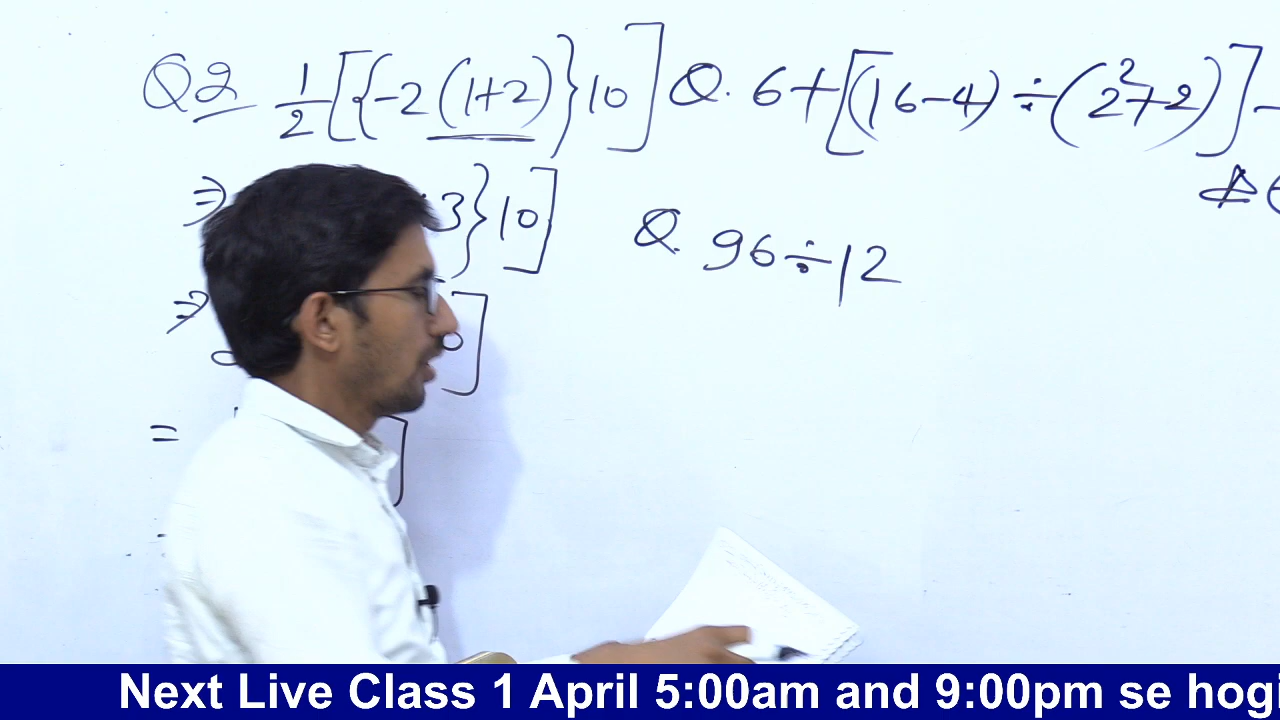 Q2 1/2 [{-2(1+2)}10] Q. 6+[(16-4)÷(2²+2)]-
⇒ 3}10]
Q. 96÷12
⇒ 0]
= ]
Next Live Class 1 April 5:00am and 9:00pm se hogi